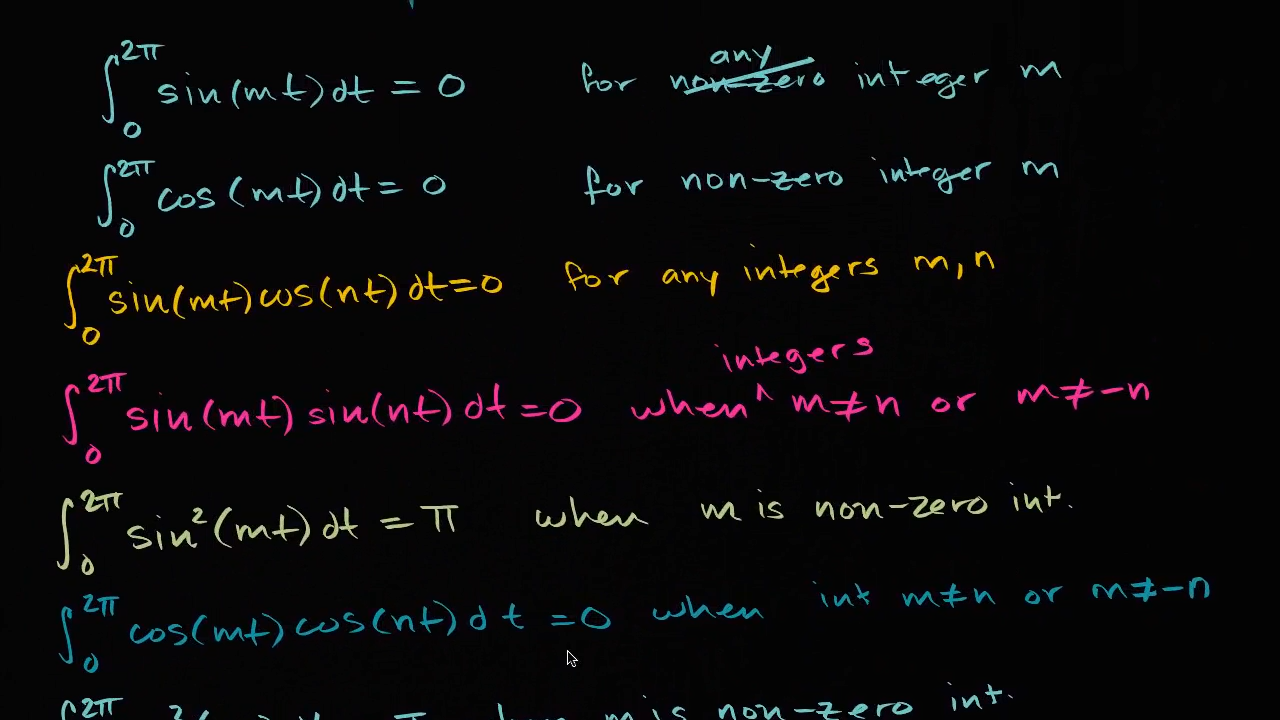 ∫₀^2π sin(mt)dt = 0 for any non-zero integer m
∫₀^2π cos(mt)dt = 0 for non-zero integer m
∫₀^2π sin(mt)cos(nt)dt=0 for any integers m,n
∫₀^2π sin(mt) sin(nt)dt=0 when integers ^ m≠n or m≠-n
∫₀^2π sin²(mt)dt = π when m is non-zero int.
∫₀^2π cos(mt)cos(nt)dt =0 when int m≠n or m≠-n
∫ 2π m is non-zero int.